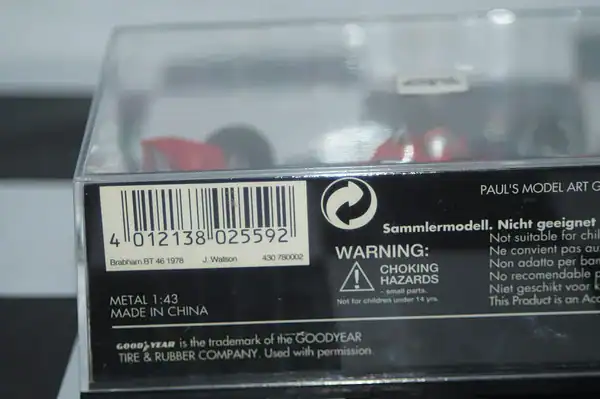 4 012138 025592
Brabham BT 46 1978 J. Watson 430 780002
PAUL'S MODEL ART G
Sammlermodell. Nicht geeignet
Not suitable for chil
Ne convient pas au
Non adatto per bam
No recomendable
Niet geschikt voor
This Product is an Acc
WARNING:
CHOKING
HAZARDS
- small parts.
Not for children under 14 yrs.
METAL 1:43
MADE IN CHINA
GOODYEAR is the trademark of the GOODYEAR
TIRE & RUBBER COMPANY. Used with permission.